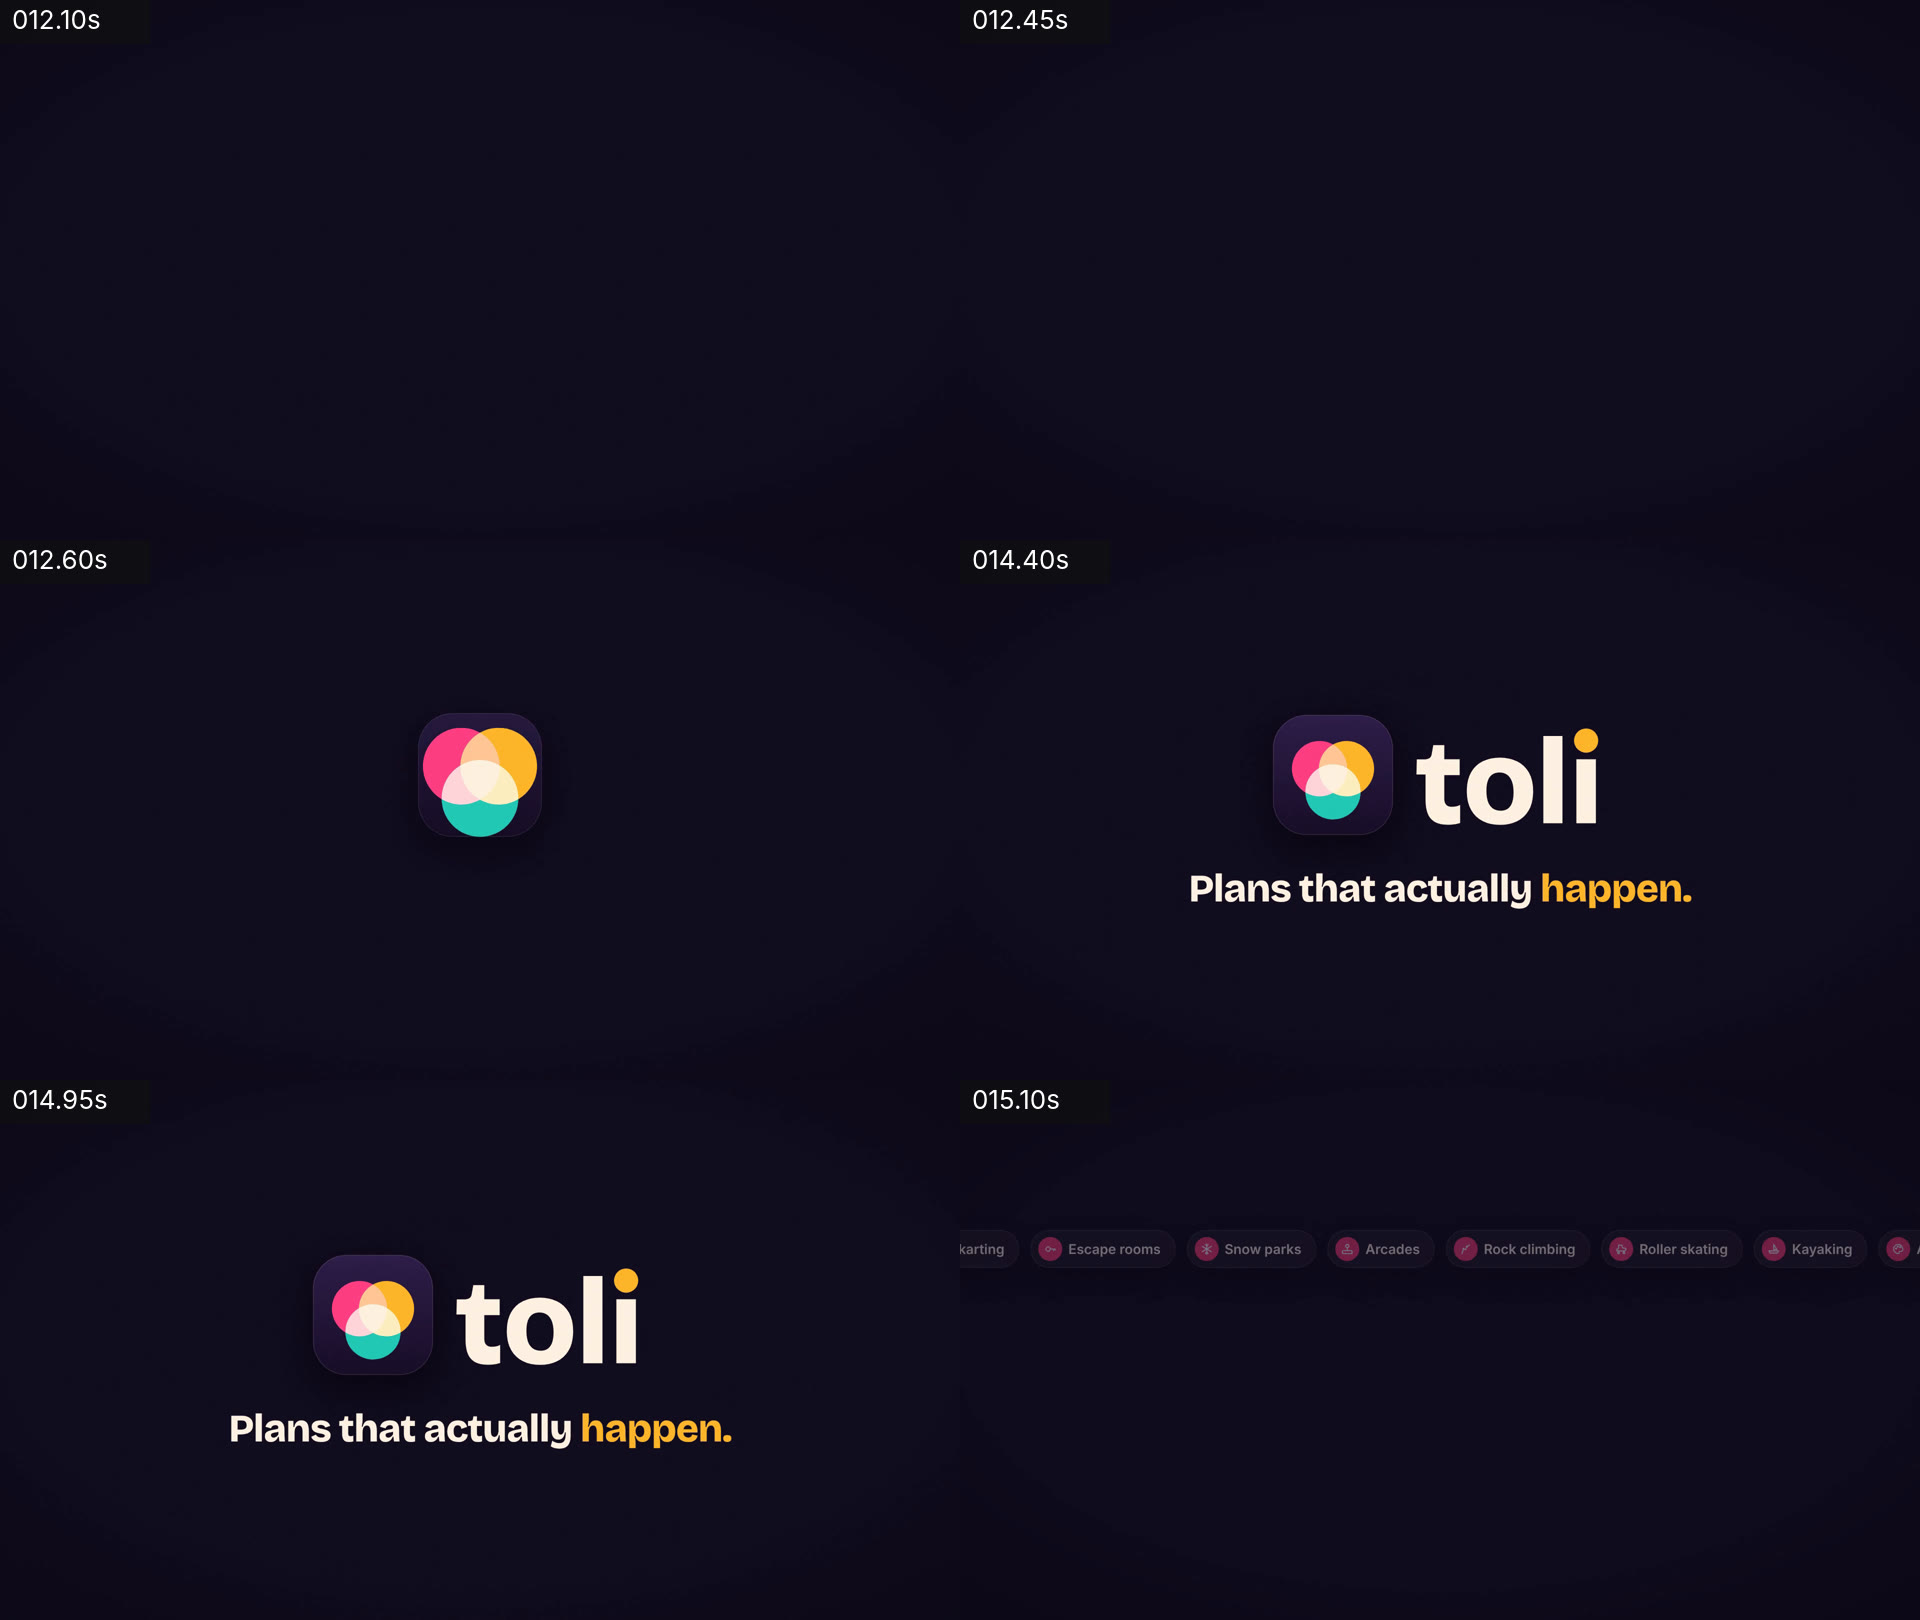 012.10s
012.45s
012.60s
014.40s
toli
Plans that actually happen.
014.95s
015.10s
toli
Plans that actually happen.
karting
Escape rooms
Snow parks
Arcades
Rock climbing
Roller skating
Kayaking